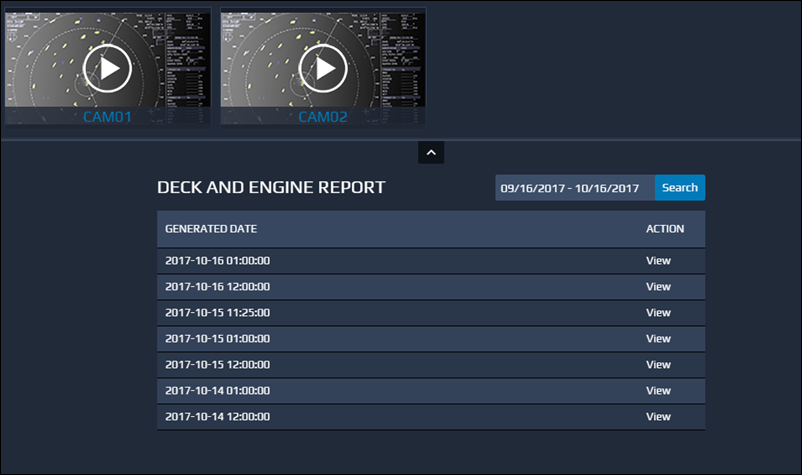 CAM01 CAM02
DECK AND ENGINE REPORT
09/16/2017 - 10/16/2017 Search
GENERATED DATE ACTION
2017-10-16 01:00:00 View
2017-10-16 12:00:00 View
2017-10-15 11:25:00 View
2017-10-15 01:00:00 View
2017-10-15 12:00:00 View
2017-10-14 01:00:00 View
2017-10-14 12:00:00 View